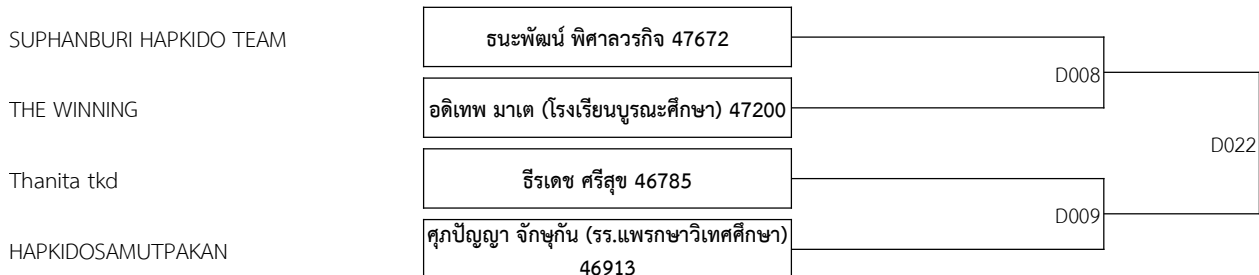 SUPHANBURI HAPKIDO TEAM
ธนะพัฒน์ พิศาลวรกิจ 47672
D008
THE WINNING
อดิเทพ มาเต (โรงเรียนบูรณะศึกษา) 47200
D022
Thanita tkd
ธีรเดช ศรีสุข 46785
D009
HAPKIDOSAMUTPAKAN
ศุภปัญญา จักษุกัน (รร.แพรกษาวิเทศศึกษา)
46913